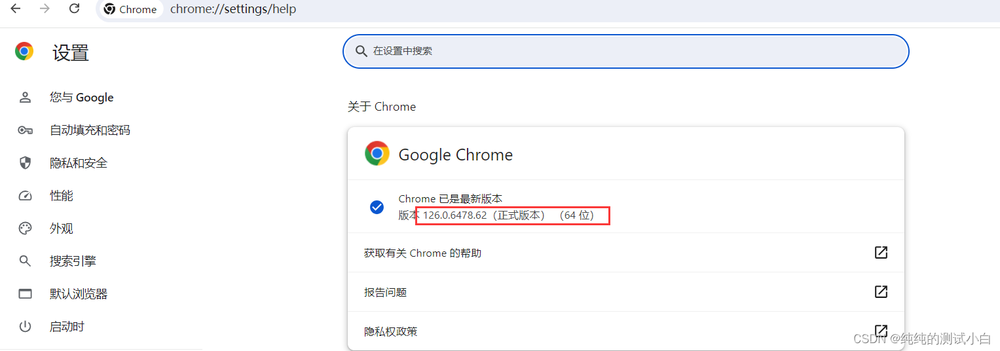 Chrome chrome://settings/help
设置
在设置中搜索
您与 Google
自动填充和密码
隐私和安全
性能
外观
搜索引擎
默认浏览器
启动时
关于 Chrome
Google Chrome
Chrome 已是最新版本
版本 126.0.6478.62（正式版本） （64 位）
获取有关 Chrome 的帮助
报告问题
隐私权政策
CSDN @纯纯的测试小白